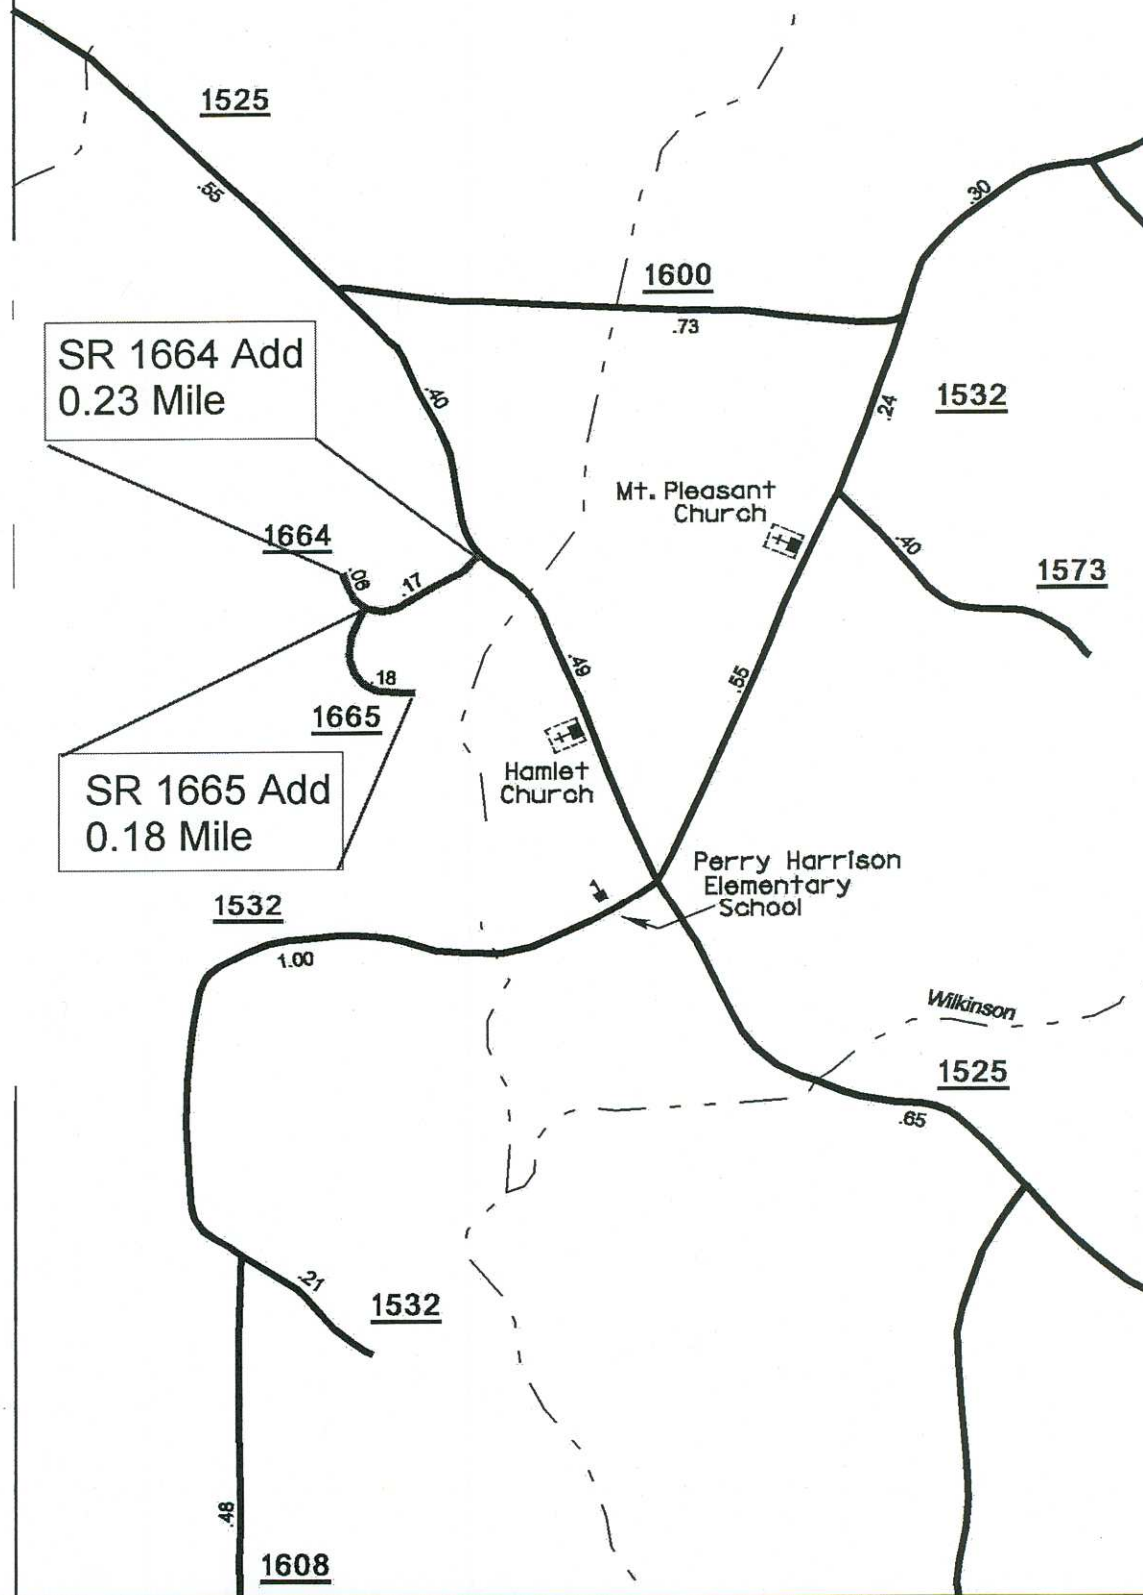 1525
.55
.30
1600
.73
SR 1664 Add
0.23 Mile
.40
.24
1532
Mt. Pleasant
Church
1664
.06
.17
.40
1573
.49
.55
.18
1665
Hamlet
Church
SR 1665 Add
0.18 Mile
Perry Harrison
Elementary
School
1
1532
1.00
Wilkinson
1525
.65
.21
1532
.48
1608